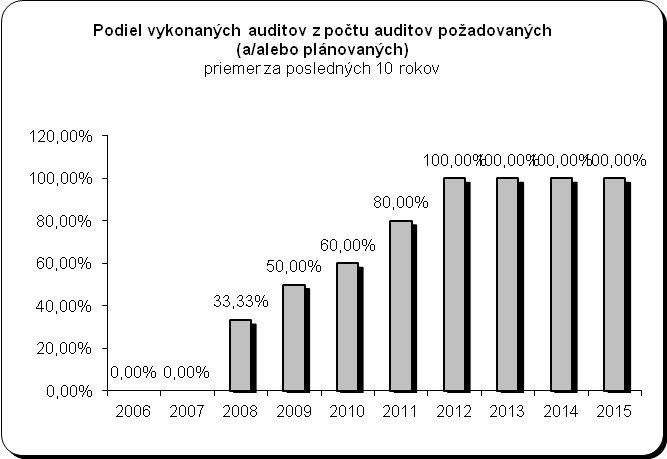 Podiel vykonaných auditov z počtu auditov požadovaných
(a/alebo plánovaných)
priemer za posledných 10 rokov
120,00%
100,00%
80,00%
60,00%
40,00%
20,00%
0,00%
0,00% 0,00% 33,33% 50,00% 60,00% 80,00% 100,00% 100,00% 100,00% 100,00%
2006 2007 2008 2009 2010 2011 2012 2013 2014 2015